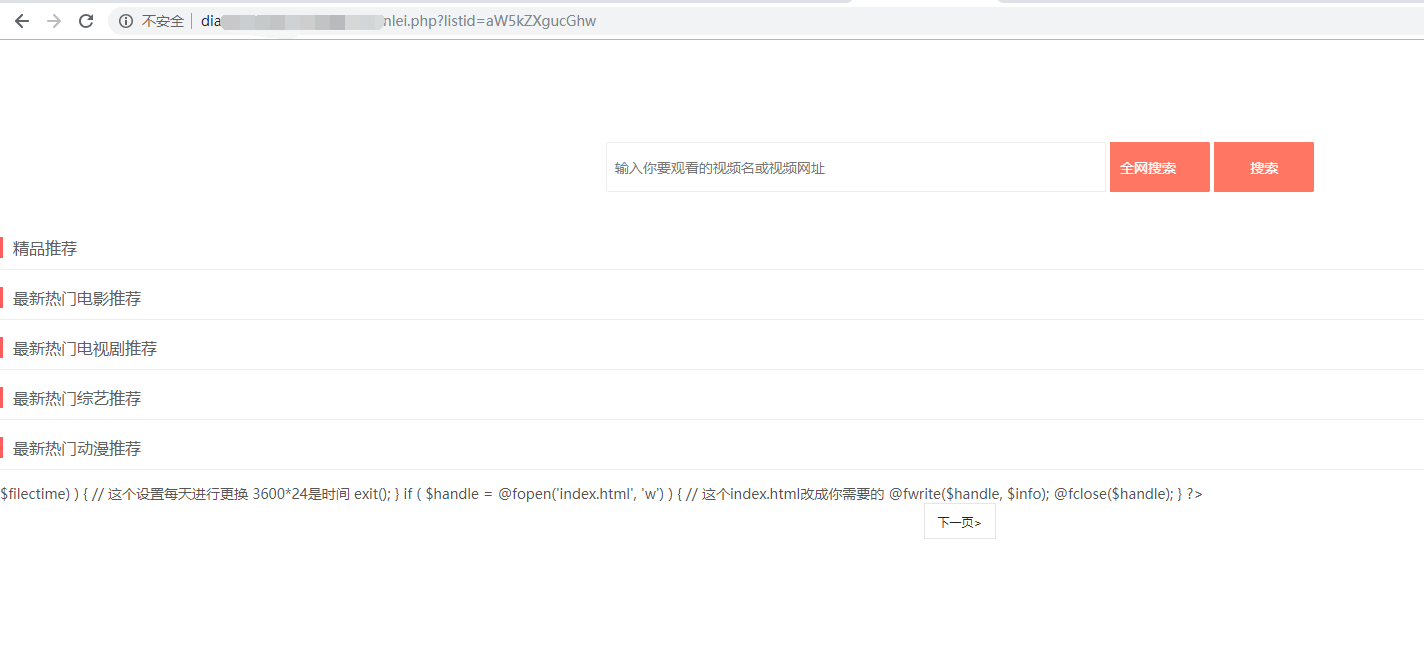 不安全 dia nlei.php?listid=aW5kZXgucGhw
输入你要观看的视频名或视频网址 全网搜索 搜索
精品推荐
最新热门电影推荐
最新热门电视剧推荐
最新热门综艺推荐
最新热门动漫推荐
$filectime) ) { // 这个设置每天进行更换 3600*24是时间 exit(); } if ( $handle = @fopen('index.html', 'w') ) { // 这个index.html改成你需要的 @fwrite($handle, $info); @fclose($handle); } ?>
下一页>